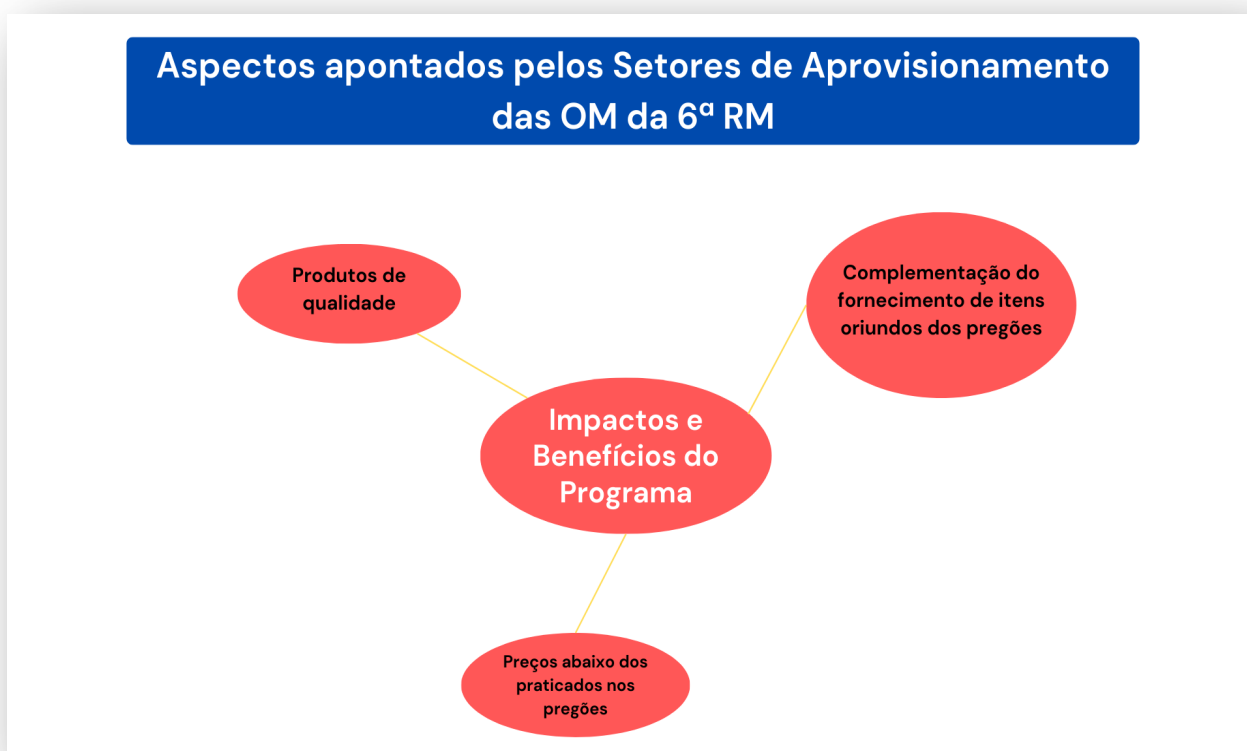 Aspectos apontados pelos Setores de Aprovisionamento
das OM da 6ª RM
Produtos de
qualidade
Complementação do
fornecimento de itens
oriundos dos pregões
Impactos e
Benefícios do
Programa
Preços abaixo dos
praticados nos
pregões